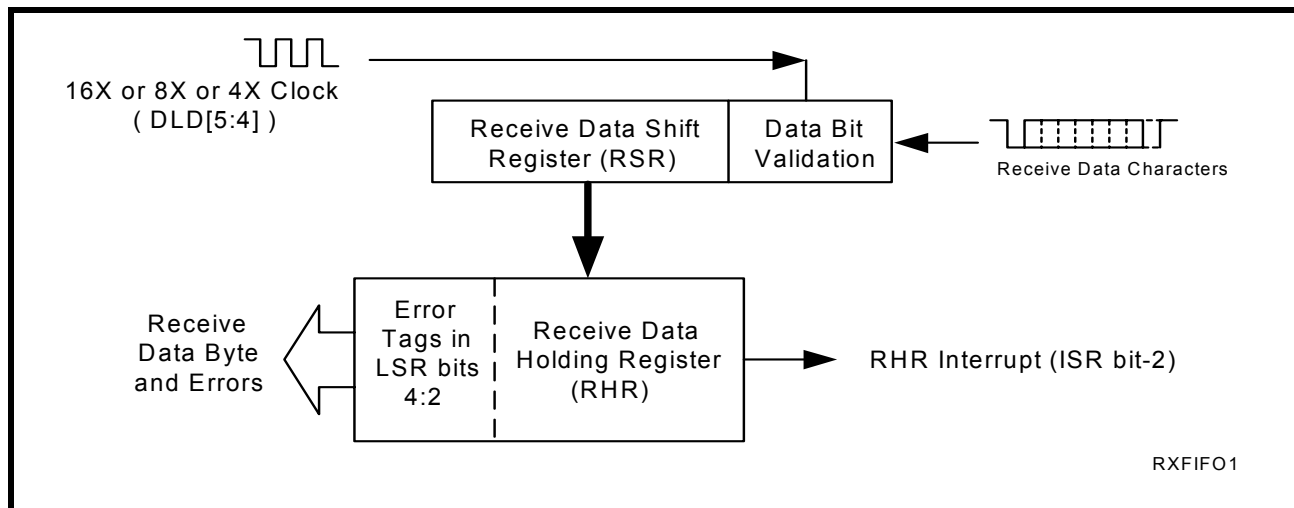 16X or 8X or 4X Clock
( DLD[5:4] )
Receive Data Shift
Register (RSR)
Data Bit
Validation
Receive Data Characters
Receive
Data Byte
and Errors
Error
Tags in
LSR bits
4:2
Receive Data
Holding Register
(RHR)
RHR Interrupt (ISR bit-2)
RXFIFO1